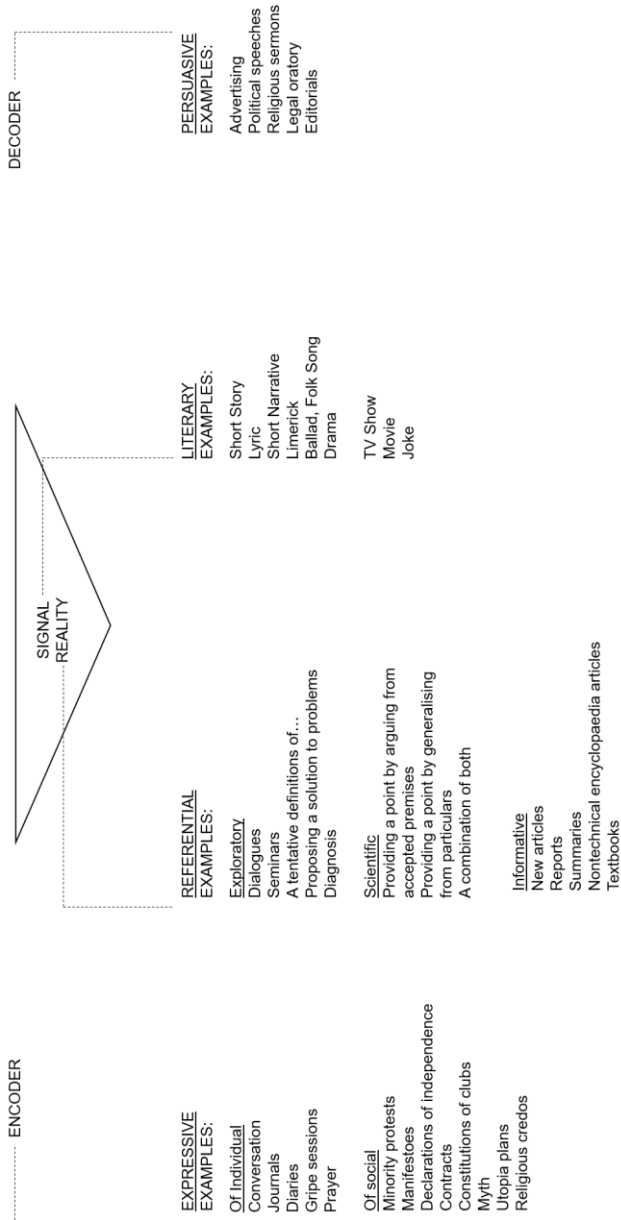 ENCODER
DECODER
SIGNAL
REALITY
EXPRESSIVE
EXAMPLES:
Of Individual
Conversation
Journals
Diaries
Gripe sessions
Prayer
Of social
Minority protests
Manifestoes
Declarations of independence
Contracts
Constitutions of clubs
Myth
Utopia plans
Religious credos
REFERENTIAL
EXAMPLES:
Exploratory
Dialogues
Seminars
A tentative definitions of...
Proposing a solution to problems
Diagnosis
Scientific
Providing a point by arguing from
accepted premises
Providing a point by generalising
from particulars
A combination of both
Informative
New articles
Reports
Summaries
Nontechnical encyclopaedia articles
Textbooks
LITERARY
EXAMPLES:
Short Story
Lyric
Short Narrative
Limerick
Ballad, Folk Song
Drama
TV Show
Movie
Joke
PERSUASIVE
EXAMPLES:
Advertising
Political speeches
Religious sermons
Legal oratory
Editorials